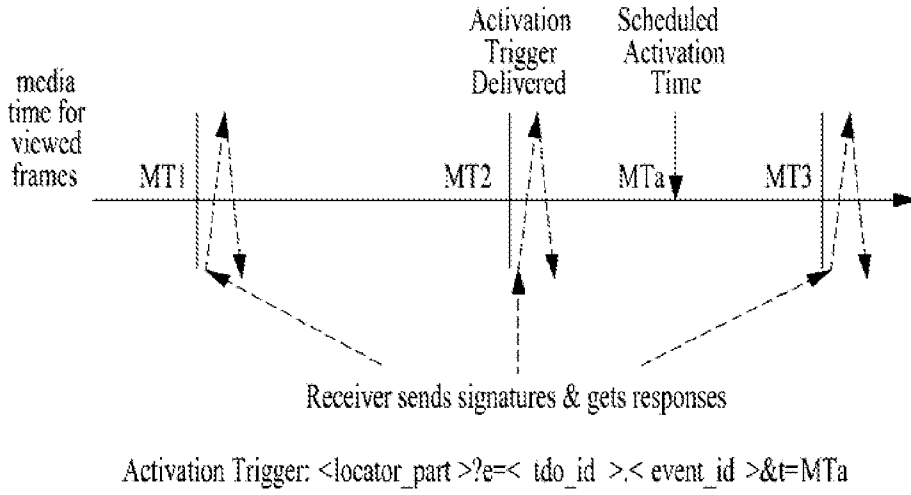 Activation
Trigger
Delivered
Scheduled
Activation
Time
media
time for
viewed
frames
MT1
MT2
MTa
MT3
Receiver sends signatures & gets responses
Activation Trigger: <locator_part >?e=< tdo_id >.< event_id >&t=MTa